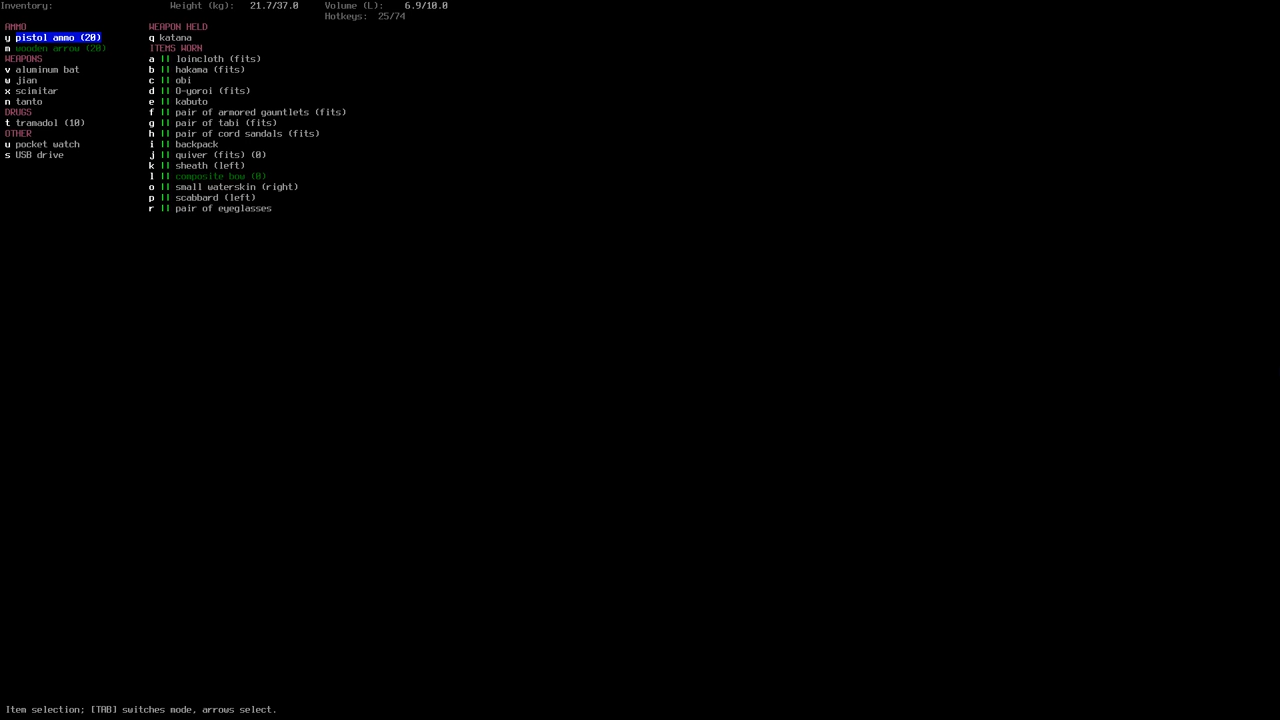 Inventory: Weight (kg): 21.7/37.0 Volume (L): 6.9/10.0
Hotkeys: 25/74
AMMO
y pistol ammo (20)
m wooden arrow (20)
WEAPONS
v aluminum bat
w jian
x scimitar
n tanto
DRUGS
t tramadol (10)
OTHER
u pocket watch
s USB drive
WEAPON HELD
q katana
ITEMS WORN
a || loincloth (fits)
b || hakama (fits)
c || obi
d || O-yoroi (fits)
e || kabuto
f || pair of armored gauntlets (fits)
g || pair of tabi (fits)
h || pair of cord sandals (fits)
i || backpack
j || quiver (fits) (0)
k || sheath (left)
l || composite bow (0)
o || small waterskin (right)
p || scabbard (left)
r || pair of eyeglasses
Item selection; [TAB] switches mode, arrows select.